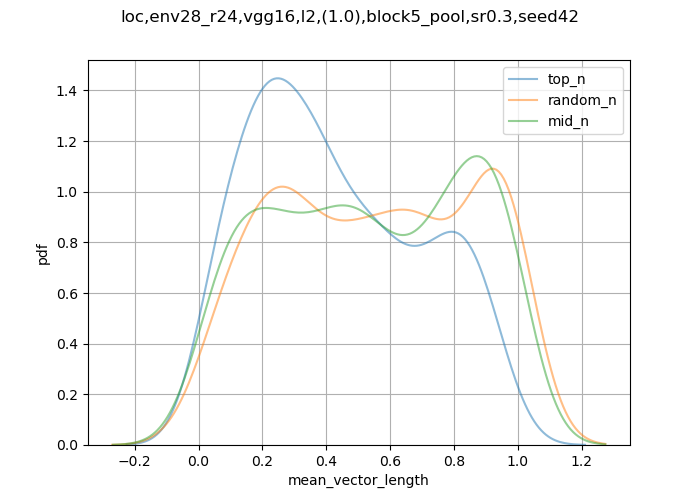 loc,env28_r24,vgg16,l2,(1.0),block5_pool,sr0.3,seed42
top_n
random_n
mid_n
pdf
1.4
1.2
1.0
0.8
0.6
0.4
0.2
0.0
−0.2 0.0 0.2 0.4 0.6 0.8 1.0 1.2
mean_vector_length